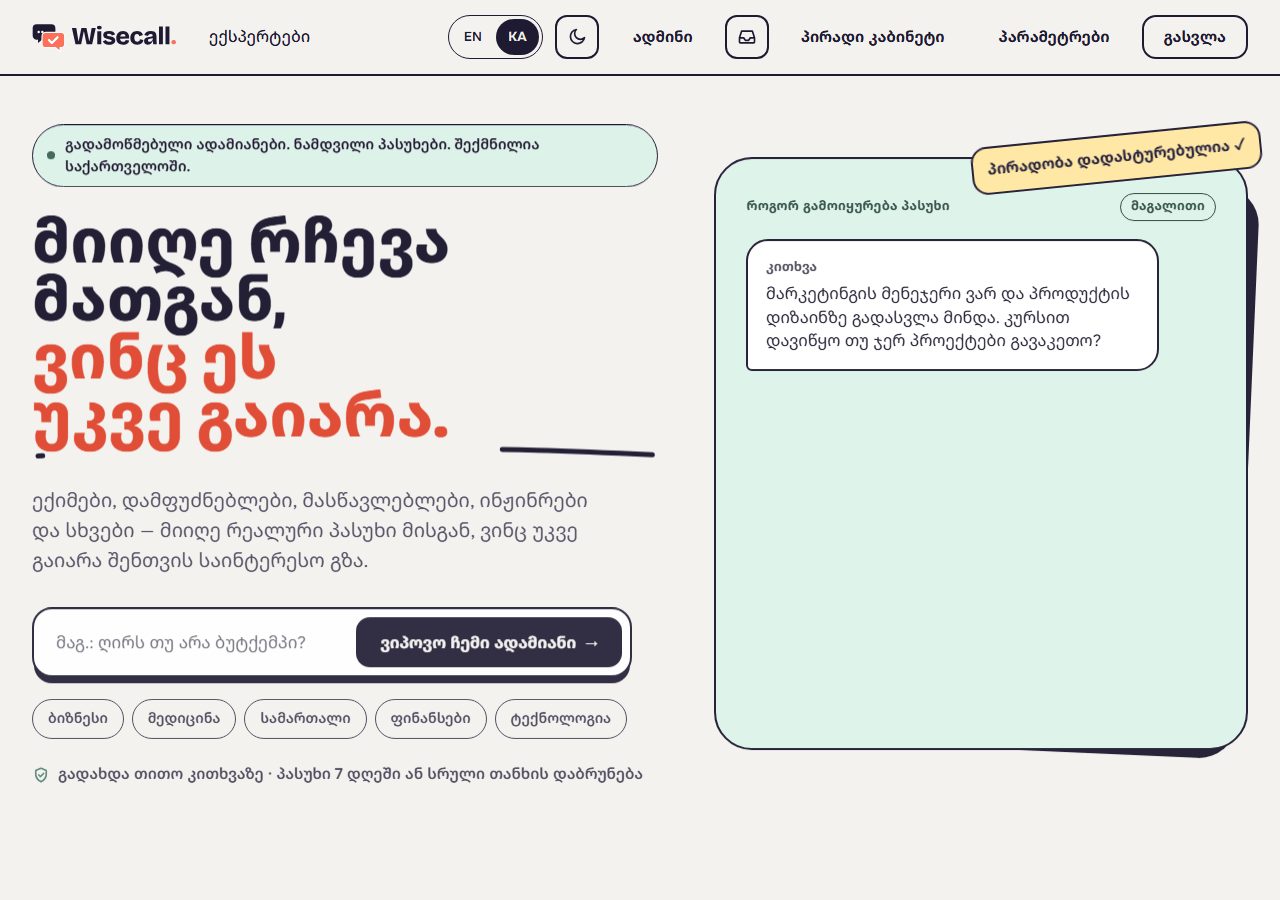 Wisecall.
ექსპერტები
EN
KA
ადმინი
პირადი კაბინეტი
პარამეტრები
გასვლა
გადამოწმებული ადამიანები. ნამდვილი პასუხები. შექმნილია
საქართველოში.
მიიღე რჩევა
მათგან,
ვინც ეს
უკვე გაიარა.
ექიმები, დამფუძნებლები, მასწავლებლები, ინჟინრები
და სხვები — მიიღე რეალური პასუხი მისგან, ვინც უკვე
გაიარა შენთვის საინტერესო გზა.
მაგ.: ღირს თუ არა ბუტქემპი?
ვიპოვო ჩემი ადამიანი →
ბიზნესი
მედიცინა
სამართალი
ფინანსები
ტექნოლოგია
გადახდა თითო კითხვაზე · პასუხი 7 დღეში ან სრული თანხის დაბრუნება
პირადობა დადასტურებულია ✓
როგორ გამოიყურება პასუხი
მაგალითი
კითხვა
მარკეტინგის მენეჯერი ვარ და პროდუქტის
დიზაინზე გადასვლა მინდა. კურსით
დავიწყო თუ ჯერ პროექტები გავაკეთო?